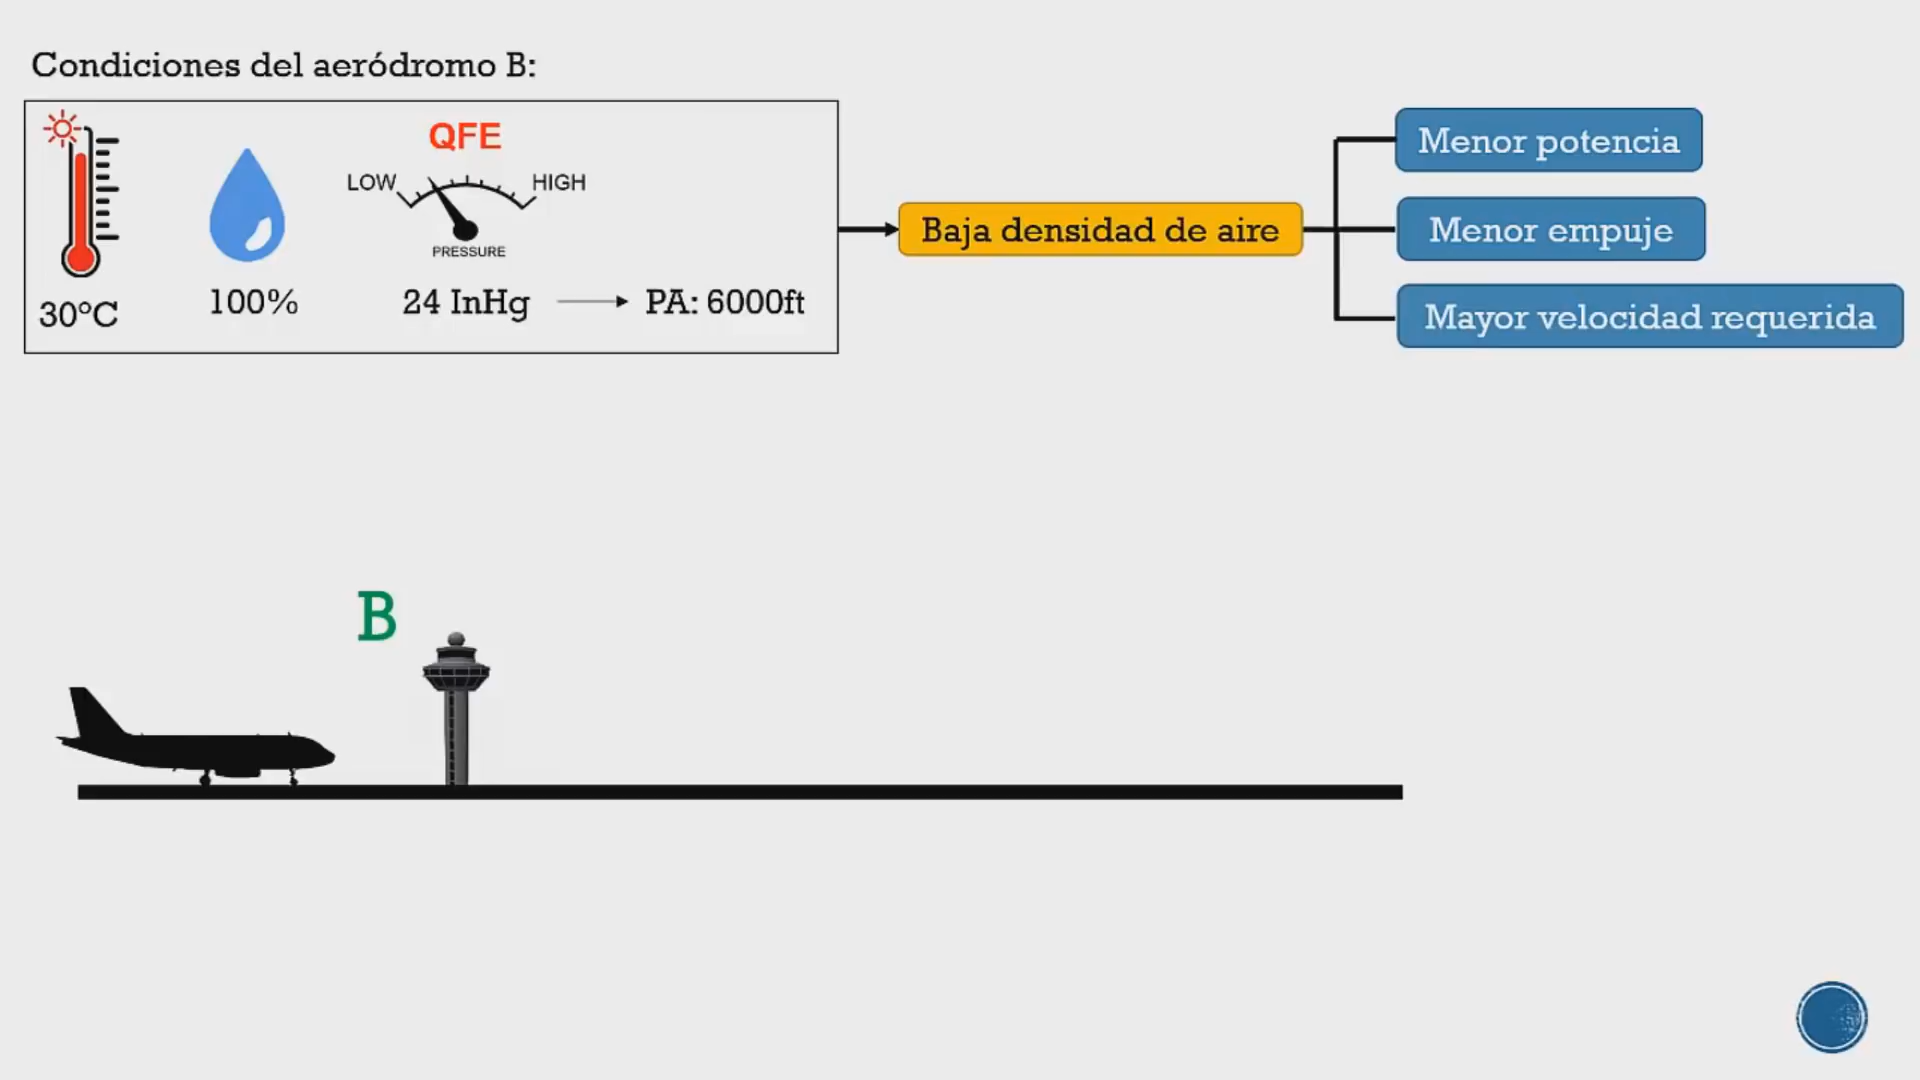 Condiciones del aeródromo B:
QFE
LOW
HIGH
PRESSURE
30°C
100%
24 InHg
PA: 6000ft
Baja densidad de aire
Menor potencia
Menor empuje
Mayor velocidad requerida
B